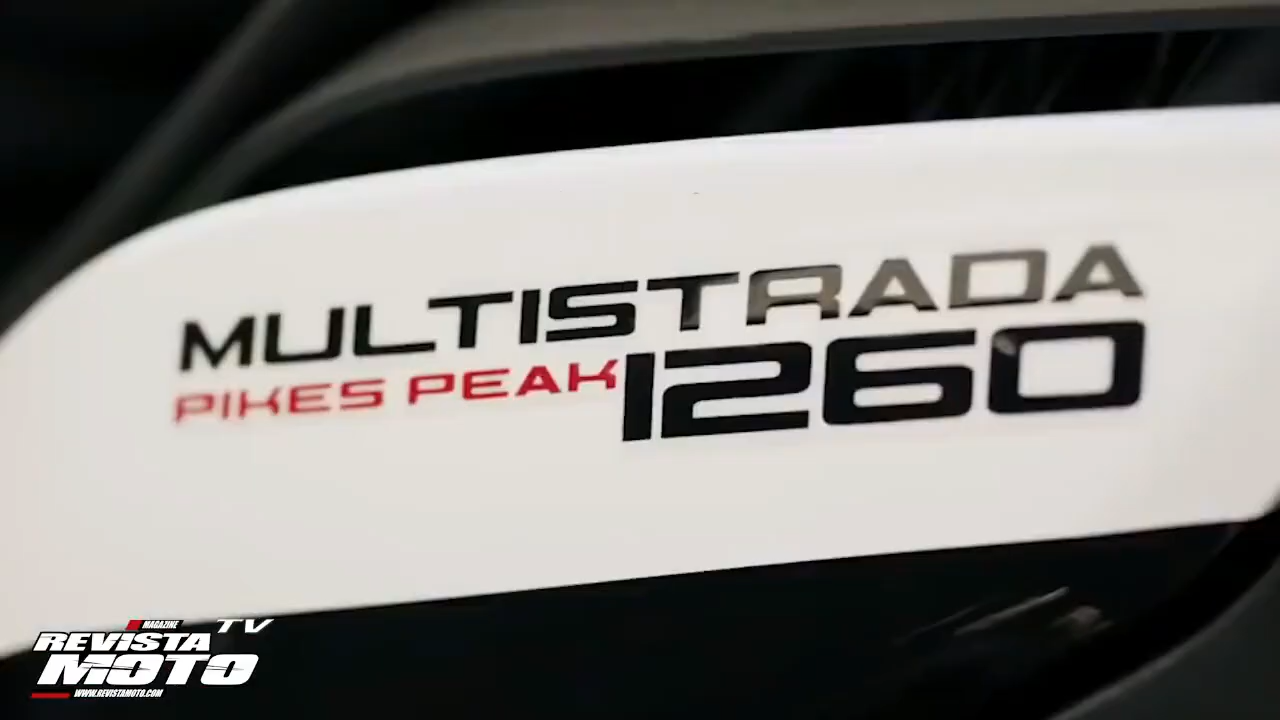 MULTISTRADA
PIKES PEAK 1260
MAGAZINE TV
REVISTA
MOTO
WWW.REVISTAMOTO.COM